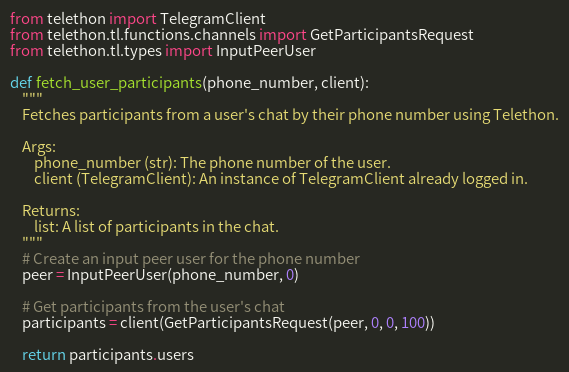 from telethon import TelegramClient
from telethon.tl.functions.channels import GetParticipantsRequest
from telethon.tl.types import InputPeerUser

def fetch_user_participants(phone_number, client):
    """
    Fetches participants from a user's chat by their phone number using Telethon.

    Args:
        phone_number (str): The phone number of the user.
        client (TelegramClient): An instance of TelegramClient already logged in.

    Returns:
        list: A list of participants in the chat.
    """
    # Create an input peer user for the phone number
    peer = InputPeerUser(phone_number, 0)

    # Get participants from the user's chat
    participants = client(GetParticipantsRequest(peer, 0, 0, 100))

    return participants.users